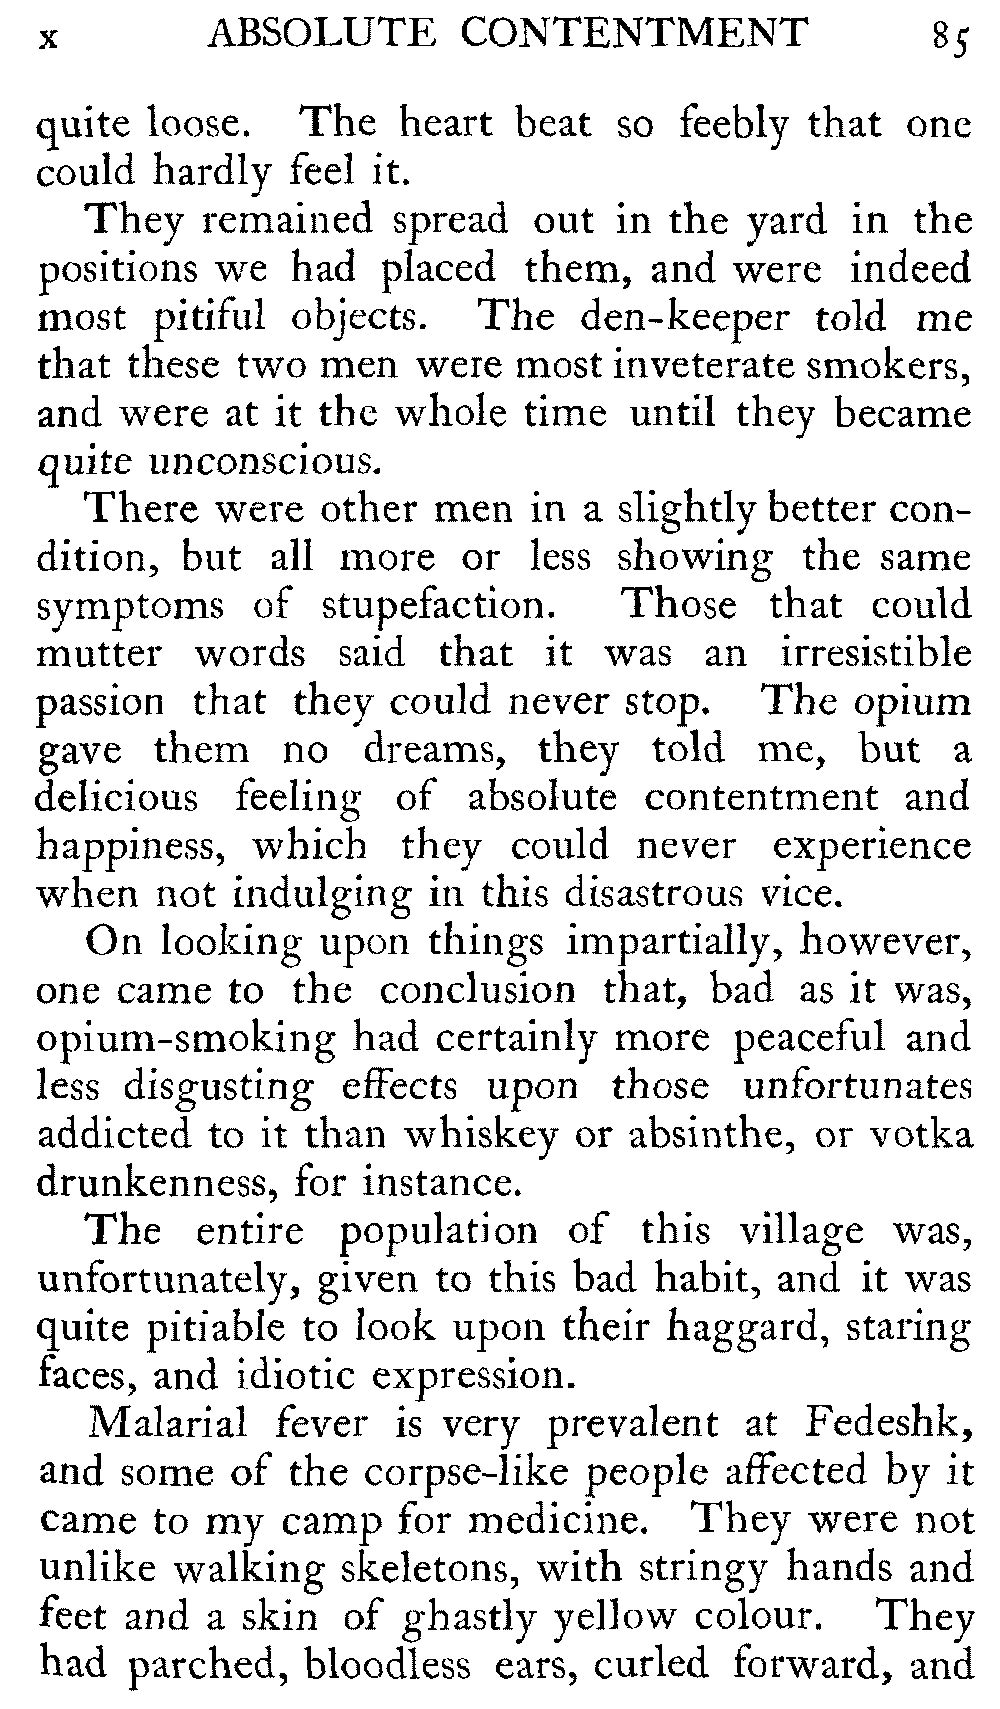 x ABSOLUTE CONTENTMENT 85
quite loose. The heart beat so feebly that one
could hardly feel it.
They remained spread out in the yard in the
positions we had placed them, and were indeed
most pitiful objects. The den-keeper told me
that these two men were most inveterate smokers,
and were at it the whole time until they became
quite unconscious.
There were other men in a slightly better con-
dition, but all more or less showing the same
symptoms of stupefaction. Those that could
mutter words said that it was an irresistible
passion that they could never stop. The opium
gave them no dreams, they told me, but a
delicious feeling of absolute contentment and
happiness, which they could never experience
when not indulging in this disastrous vice.
On looking upon things impartially, however,
one came to the conclusion that, bad as it was,
opium-smoking had certainly more peaceful and
less disgusting effects upon those unfortunates
addicted to it than whiskey or absinthe, or votka
drunkenness, for instance.
The entire population of this village was,
unfortunately, given to this bad habit, and it was
quite pitiable to look upon their haggard, staring
faces, and idiotic expression.
Malarial fever is very prevalent at Fedeshk,
and some of the corpse-like people affected by it
came to my camp for medicine. They were not
unlike walking skeletons, with stringy hands and
feet and a skin of ghastly yellow colour. They
had parched, bloodless ears, curled forward, and